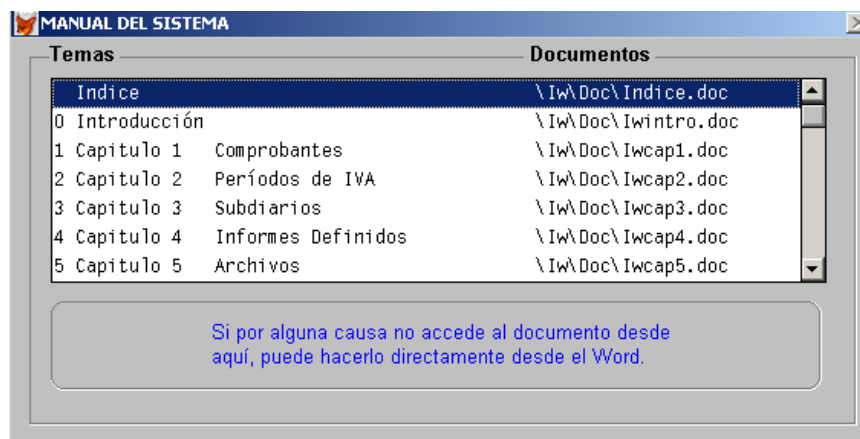 MANUAL DEL SISTEMA
Temas Documentos
Indice \Iw\Doc\Indice.doc
0 Introducción \Iw\Doc\Iwintro.doc
1 Capitulo 1 Comprobantes \Iw\Doc\Iwcap1.doc
2 Capitulo 2 Períodos de IVA \Iw\Doc\Iwcap2.doc
3 Capitulo 3 Subdiarios \Iw\Doc\Iwcap3.doc
4 Capitulo 4 Informes Definidos \Iw\Doc\Iwcap4.doc
5 Capitulo 5 Archivos \Iw\Doc\Iwcap5.doc
Si por alguna causa no accede al documento desde
aquí, puede hacerlo directamente desde el Word.